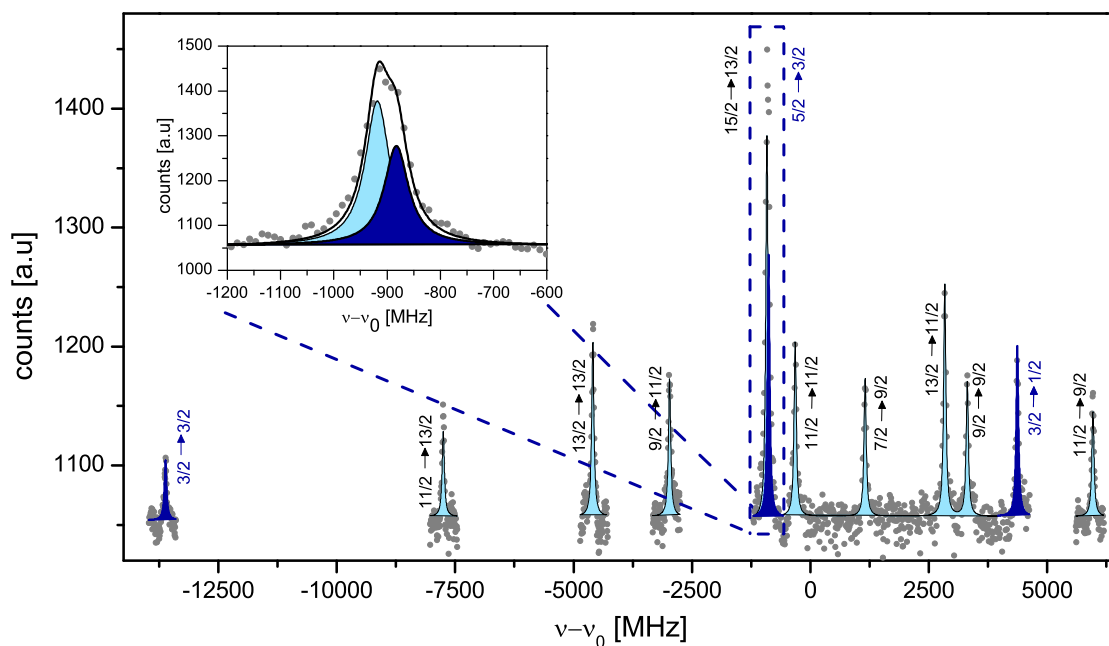 1500
1400
1300
1200
1100
1000
counts [a.u]
-1200 -1100 -1000 -900 -800 -700 -600
ν−ν0 [MHz]
1400
1300
1200
1100
counts [a.u]
3/2 → 3/2
11/2 → 13/2
13/2 → 13/2
9/2 → 11/2
15/2 → 13/2
5/2 → 3/2
11/2 → 11/2
7/2 → 9/2
13/2 → 11/2
9/2 → 9/2
3/2 → 1/2
11/2 → 9/2
-12500 -10000 -7500 -5000 -2500 0 2500 5000
ν−ν0 [MHz]